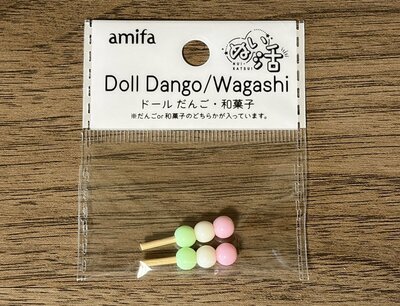 amifa
ぬい活
NUI-KATSUI
Doll Dango/Wagashi
ドール だんご・和菓子
※だんごor和菓子のどちらかが入っています。